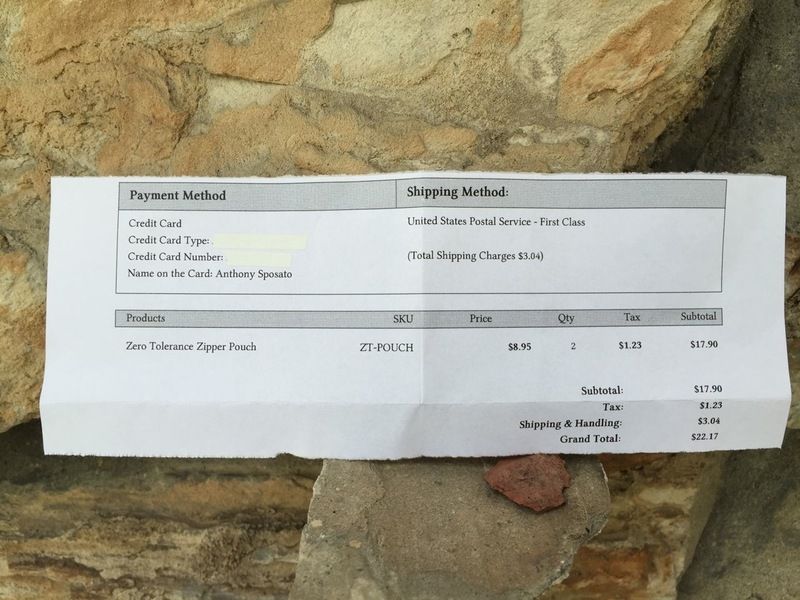 Payment Method
Shipping Method:
Credit Card
Credit Card Type:
Credit Card Number:
Name on the Card: Anthony Sposato
United States Postal Service - First Class
(Total Shipping Charges $3.04)
Products SKU Price Qty Tax Subtotal
Zero Tolerance Zipper Pouch ZT-POUCH $8.95 2 $1.23 $17.90
Subtotal: $17.90
Tax: $1.23
Shipping & Handling: $3.04
Grand Total: $22.17